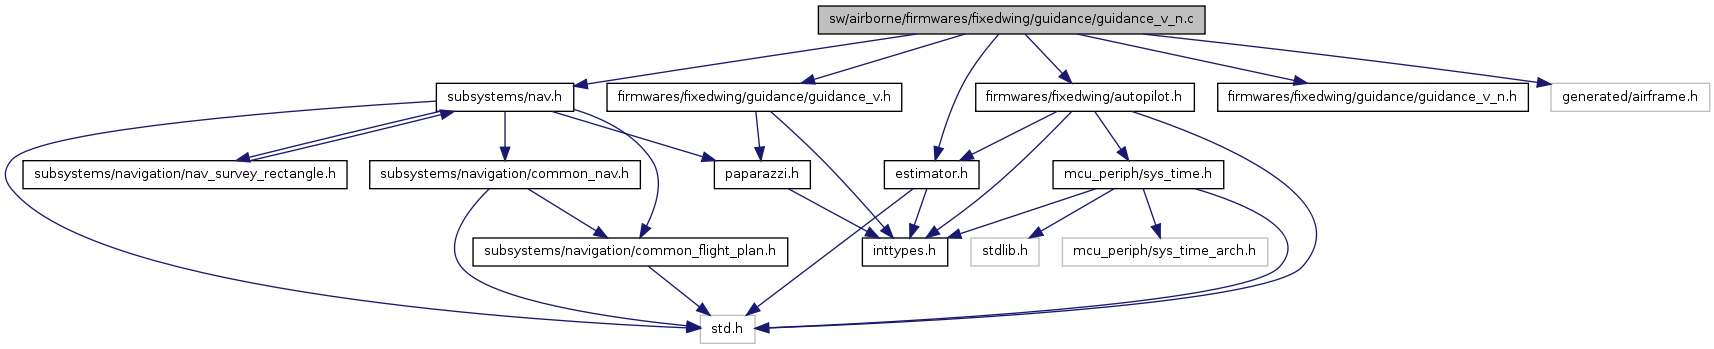 sw/airborne/firmwares/fixedwing/guidance/guidance_v_n.c
subsystems/nav.h
firmwares/fixedwing/guidance/guidance_v.h
firmwares/fixedwing/autopilot.h
firmwares/fixedwing/guidance/guidance_v_n.h
generated/airframe.h
subsystems/navigation/nav_survey_rectangle.h
subsystems/navigation/common_nav.h
paparazzi.h
estimator.h
mcu_periph/sys_time.h
subsystems/navigation/common_flight_plan.h
inttypes.h
stdlib.h
mcu_periph/sys_time_arch.h
std.h